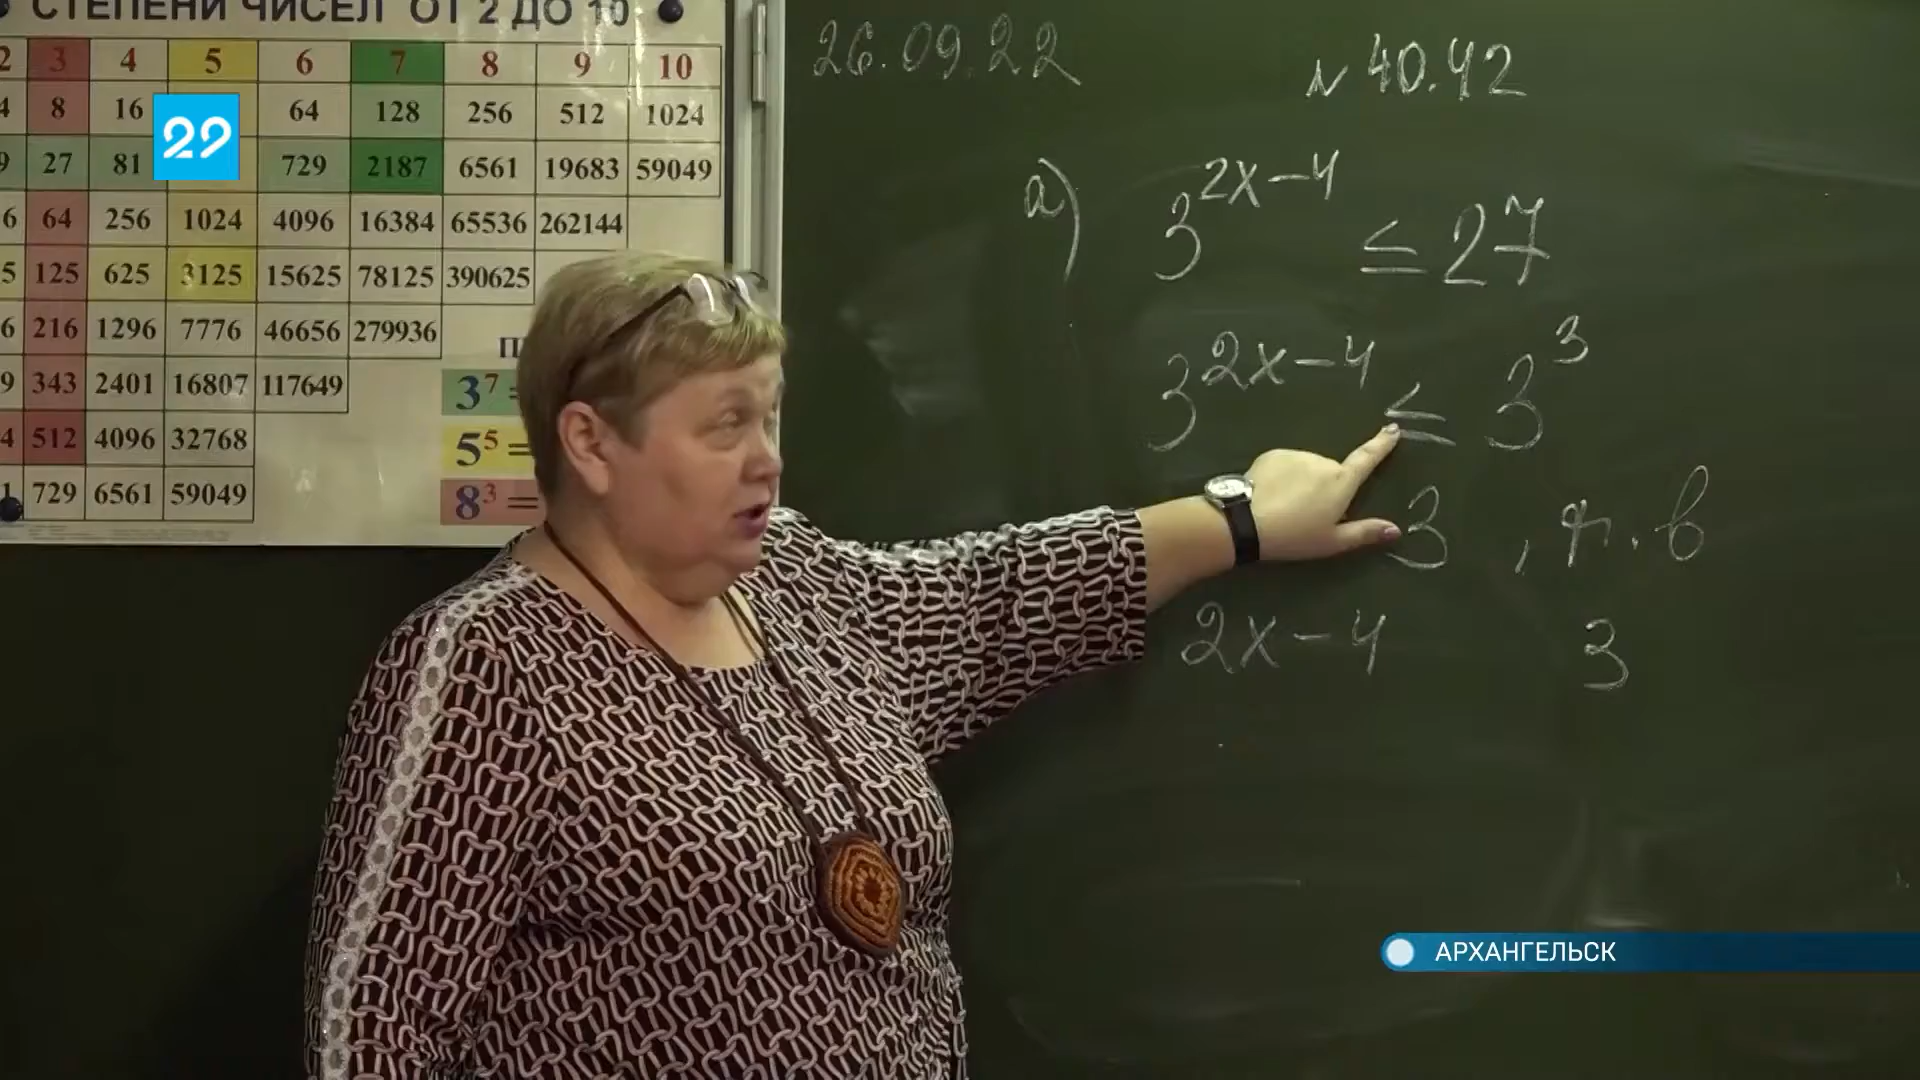 СТЕПЕНИ ЧИСЕЛ ОТ 2 ДО 10
2 3 4 5 6 7 8 9 10
4 8 16 64 128 256 512 1024
9 27 81 729 2187 6561 19683 59049
6 64 256 1024 4096 16384 65536 262144
5 125 625 3125 15625 78125 390625
6 216 1296 7776 46656 279936
9 343 2401 16807 117649
4 512 4096 32768
1 729 6561 59049
3⁷ =
5⁵ =
8³ =
29
26.09.22
N 40.42
а) 3^(2x-4) ≤ 27
3^(2x-4) ≤ 3³
3 , т. в
2x-4 3
АРХАНГЕЛЬСК